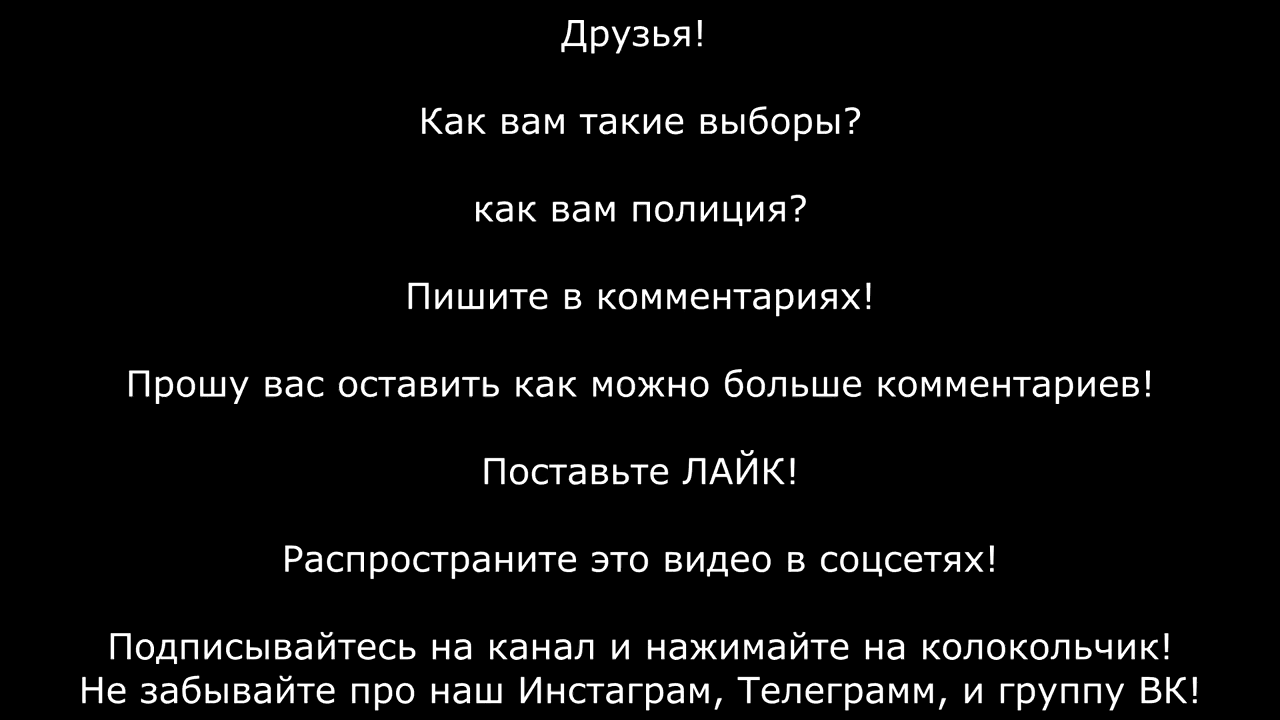 Друзья!
Как вам такие выборы?
как вам полиция?
Пишите в комментариях!
Прошу вас оставить как можно больше комментариев!
Поставьте ЛАЙК!
Распространите это видео в соцсетях!
Подписывайтесь на канал и нажимайте на колокольчик!
Не забывайте про наш Инстаграм, Телеграмм, и группу ВК!